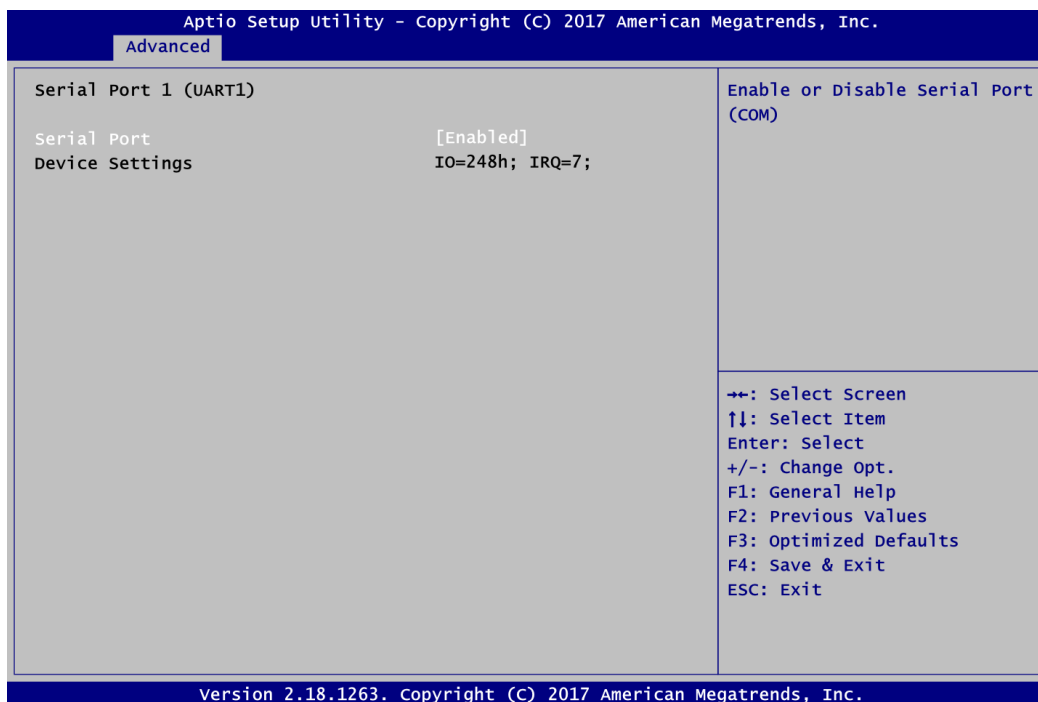 Aptio Setup Utility - Copyright (C) 2017 American Megatrends, Inc.
Advanced
Serial Port 1 (UART1)
Serial Port [Enabled]
Device Settings IO=248h; IRQ=7;
Enable or Disable Serial Port
(COM)
→←: Select Screen
↑↓: Select Item
Enter: Select
+/-: Change Opt.
F1: General Help
F2: Previous Values
F3: Optimized Defaults
F4: Save & Exit
ESC: Exit
Version 2.18.1263. Copyright (C) 2017 American Megatrends, Inc.